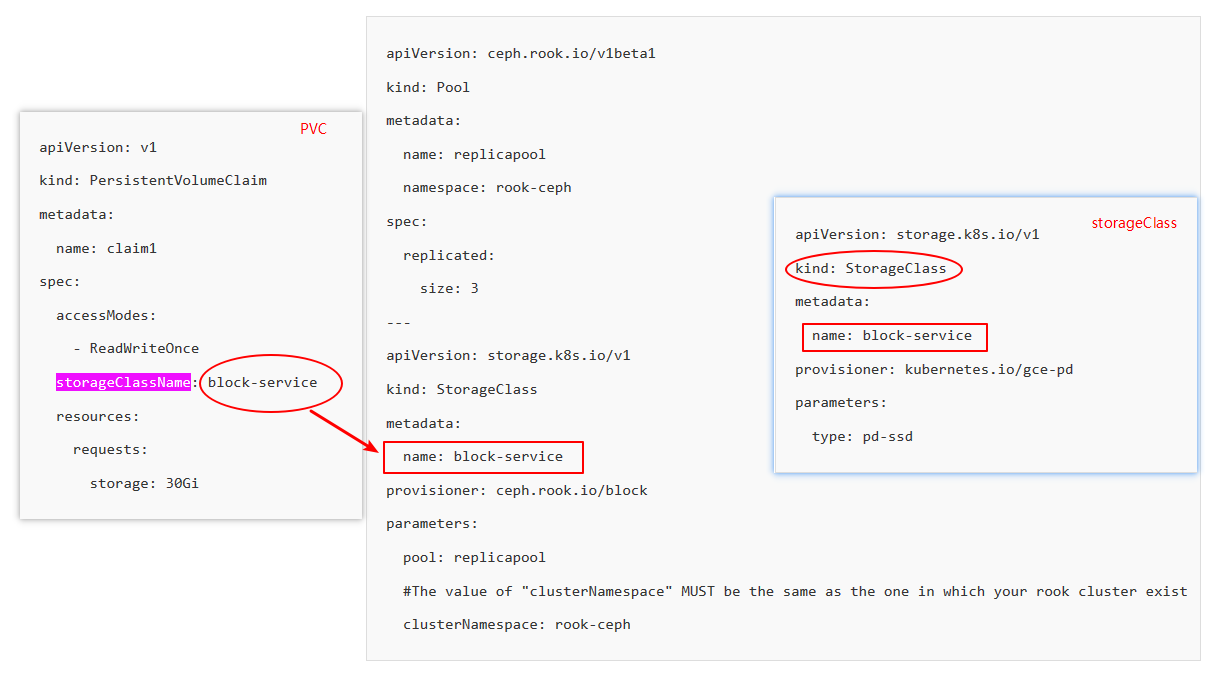 PVC
apiVersion: v1
kind: PersistentVolumeClaim
metadata:
  name: claim1
spec:
  accessModes:
    - ReadWriteOnce
  storageClassName: block-service
  resources:
    requests:
      storage: 30Gi
apiVersion: ceph.rook.io/v1beta1
kind: Pool
metadata:
  name: replicapool
  namespace: rook-ceph
spec:
  replicated:
    size: 3
---
apiVersion: storage.k8s.io/v1
kind: StorageClass
metadata:
  name: block-service
provisioner: ceph.rook.io/block
parameters:
  pool: replicapool
  #The value of "clusterNamespace" MUST be the same as the one in which your rook cluster exist
  clusterNamespace: rook-ceph
storageClass
apiVersion: storage.k8s.io/v1
kind: StorageClass
metadata:
  name: block-service
provisioner: kubernetes.io/gce-pd
parameters:
  type: pd-ssd